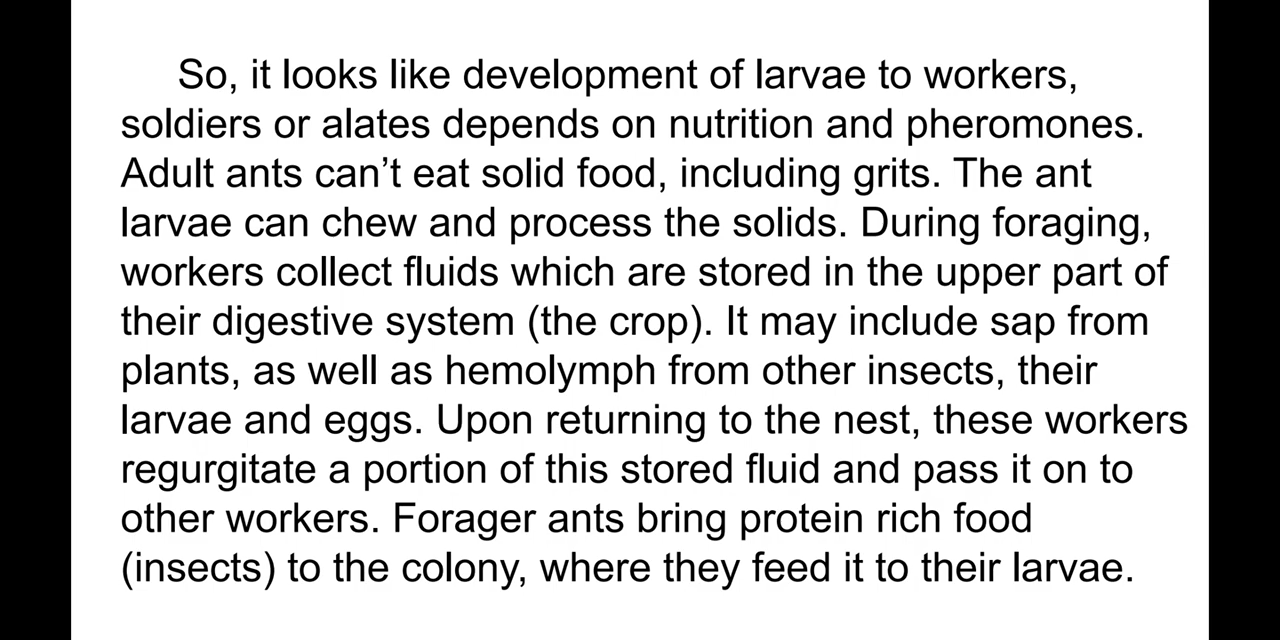 So, it looks like development of larvae to workers,
soldiers or alates depends on nutrition and pheromones.
Adult ants can’t eat solid food, including grits. The ant
larvae can chew and process the solids. During foraging,
workers collect fluids which are stored in the upper part of
their digestive system (the crop). It may include sap from
plants, as well as hemolymph from other insects, their
larvae and eggs. Upon returning to the nest, these workers
regurgitate a portion of this stored fluid and pass it on to
other workers. Forager ants bring protein rich food
(insects) to the colony, where they feed it to their larvae.